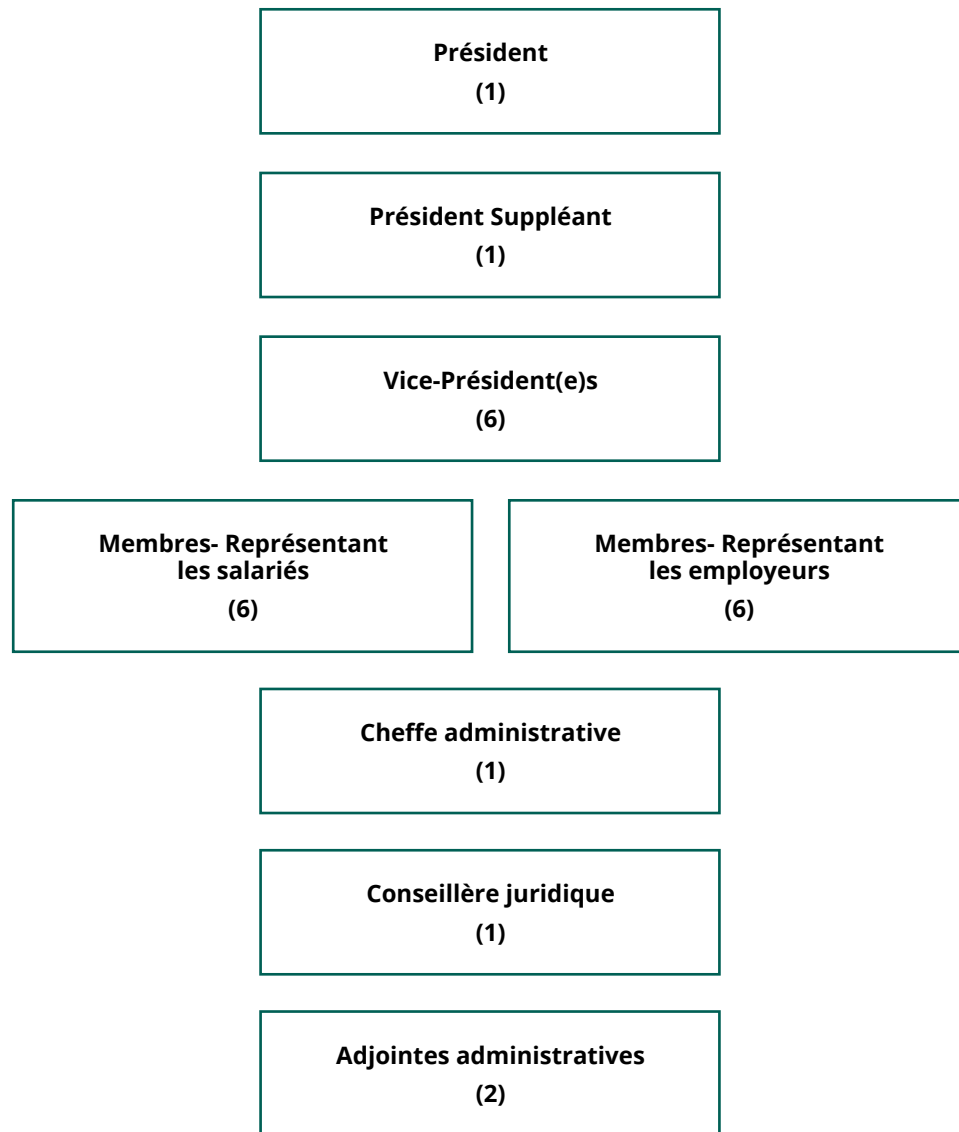 Président
(1)
Président Suppléant
(1)
Vice-Président(e)s
(6)
Membres- Représentant
les salariés
(6)
Membres- Représentant
les employeurs
(6)
Cheffe administrative
(1)
Conseillère juridique
(1)
Adjointes administratives
(2)